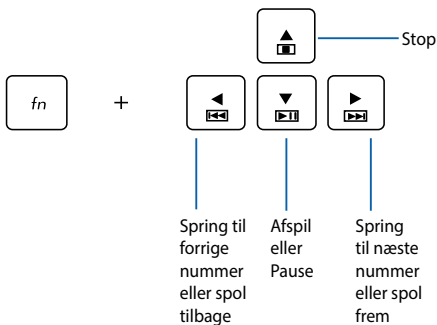 Stop
fn
+
Spring til
forrige
nummer
eller spol
tilbage
Afspil
eller
Pause
Spring
til næste
nummer
eller spol
frem